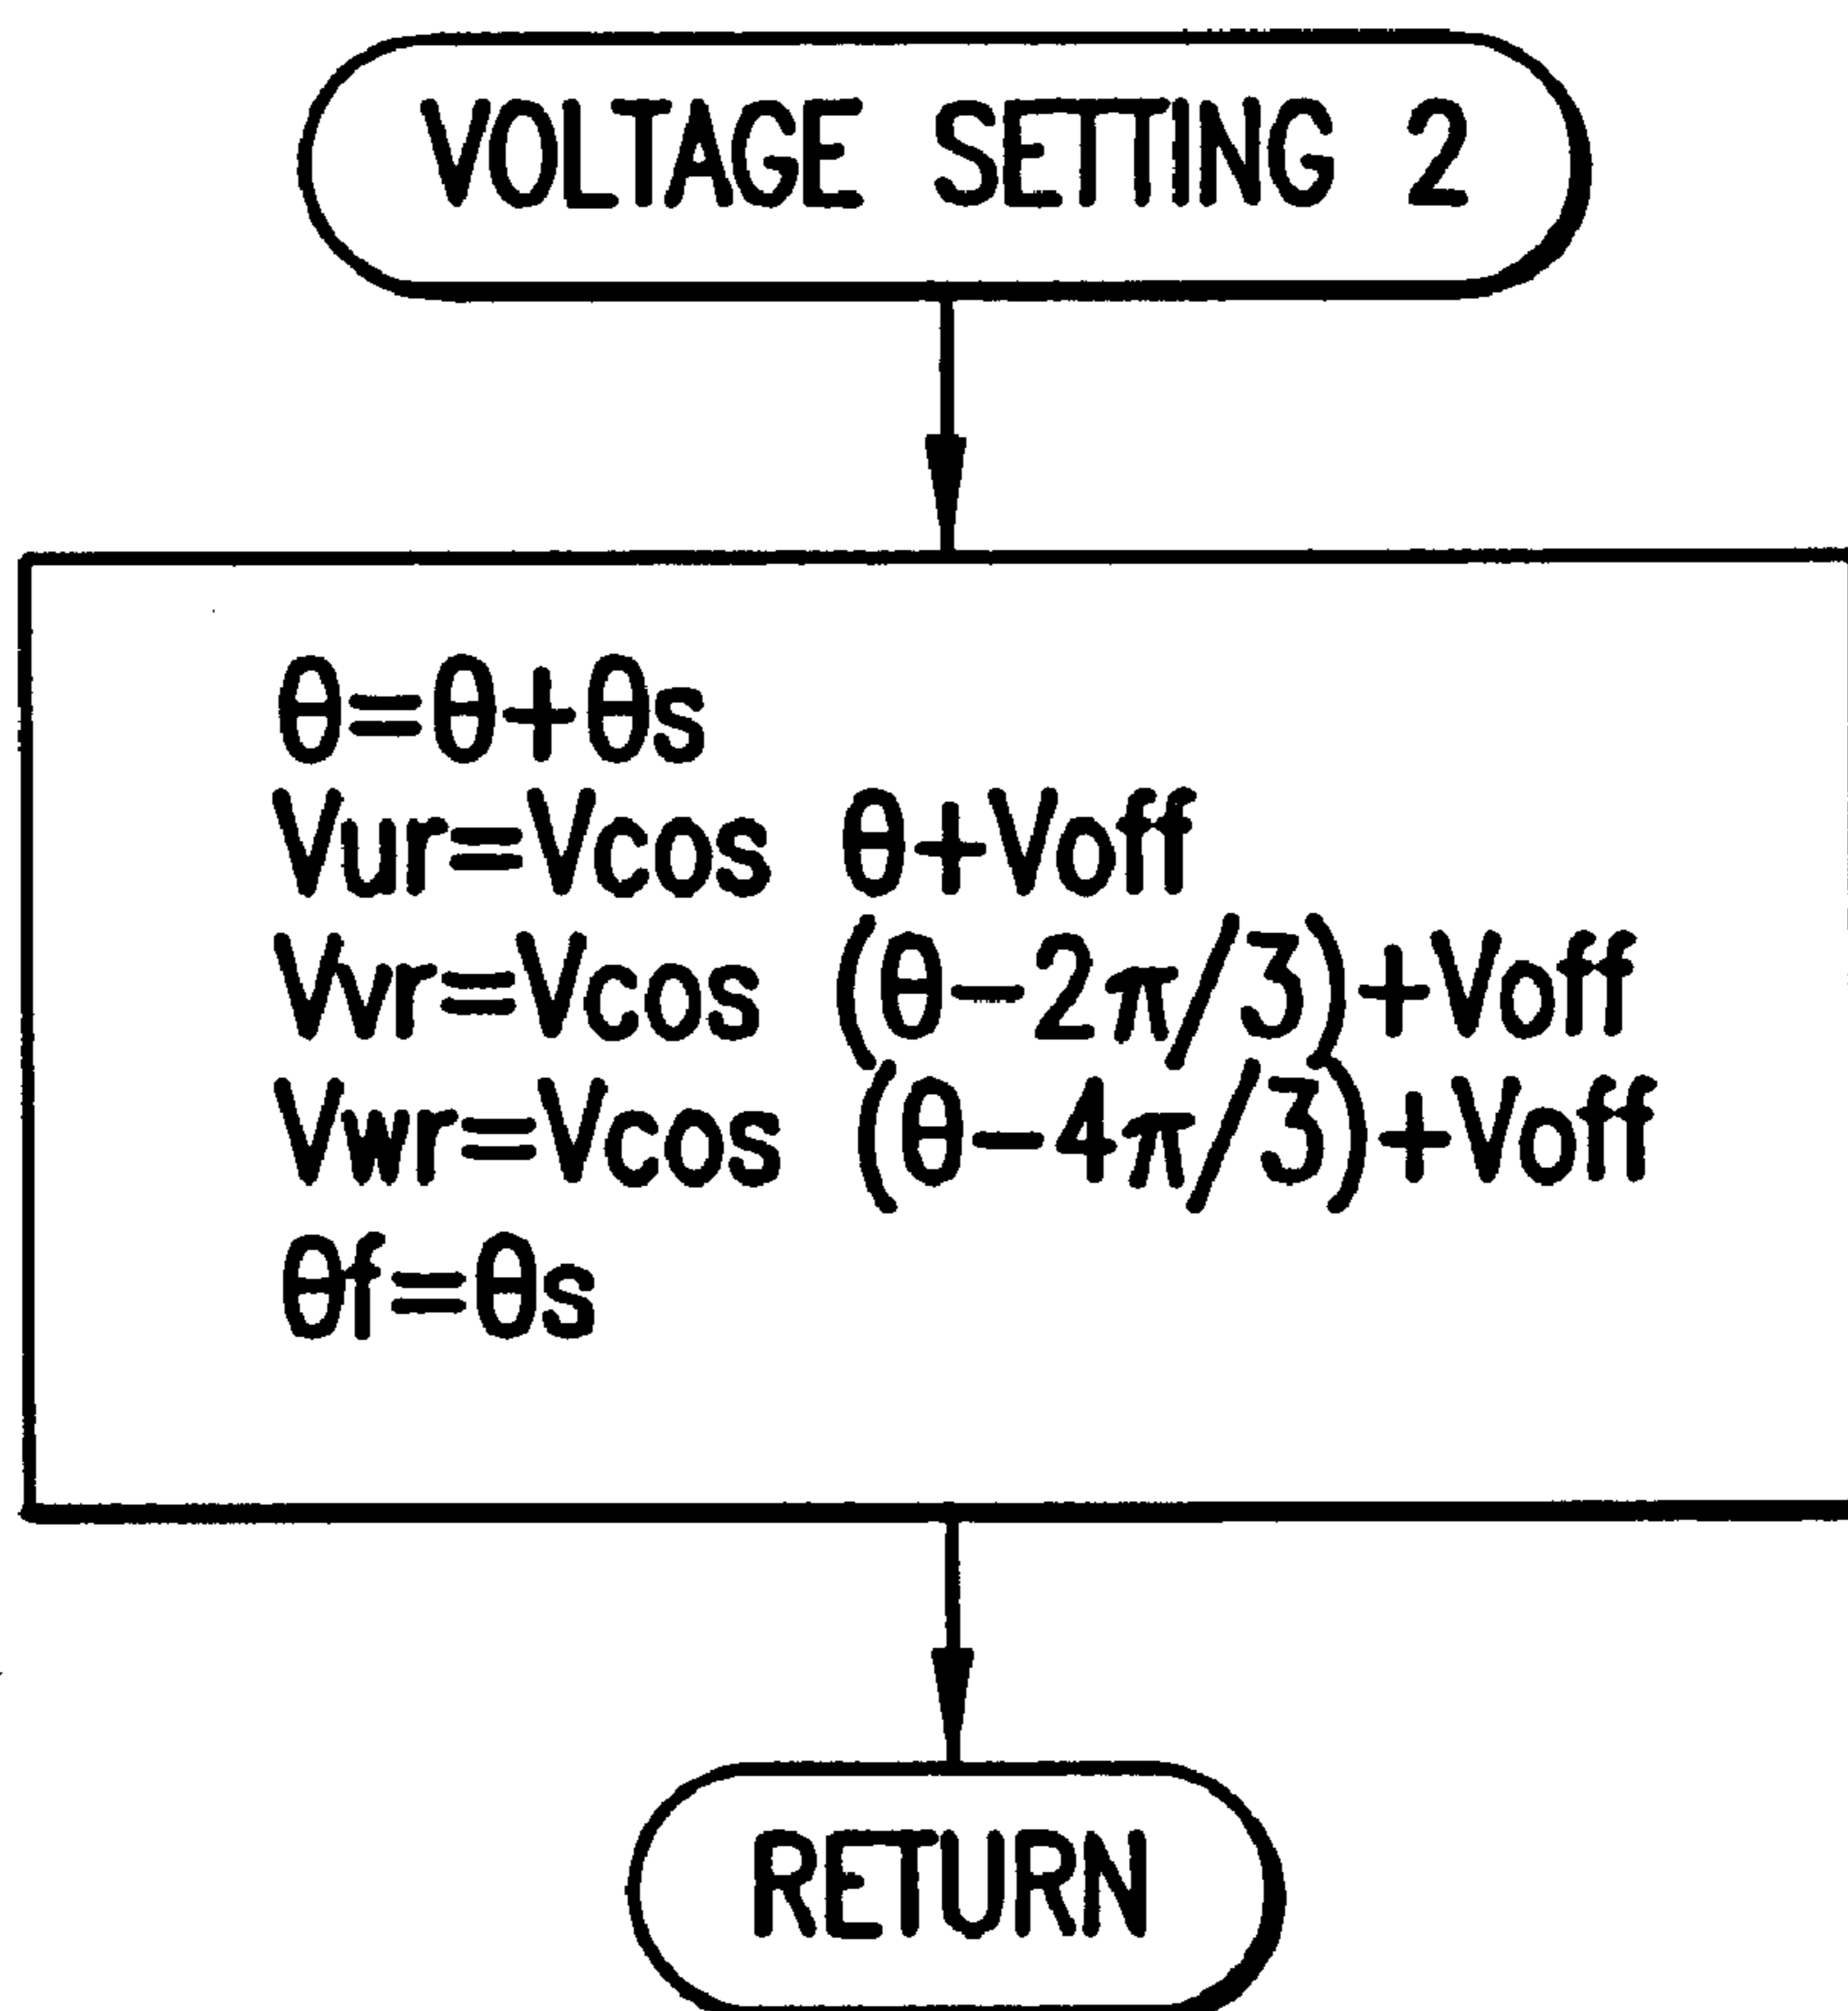 VOLTAGE SETTING 2
θ=θ+θs
Vur=Vcos θ+Voff
Vvr=Vcos (θ−2π/3)+Voff
Vwr=Vcos (θ−4π/3)+Voff
θf=θs
RETURN